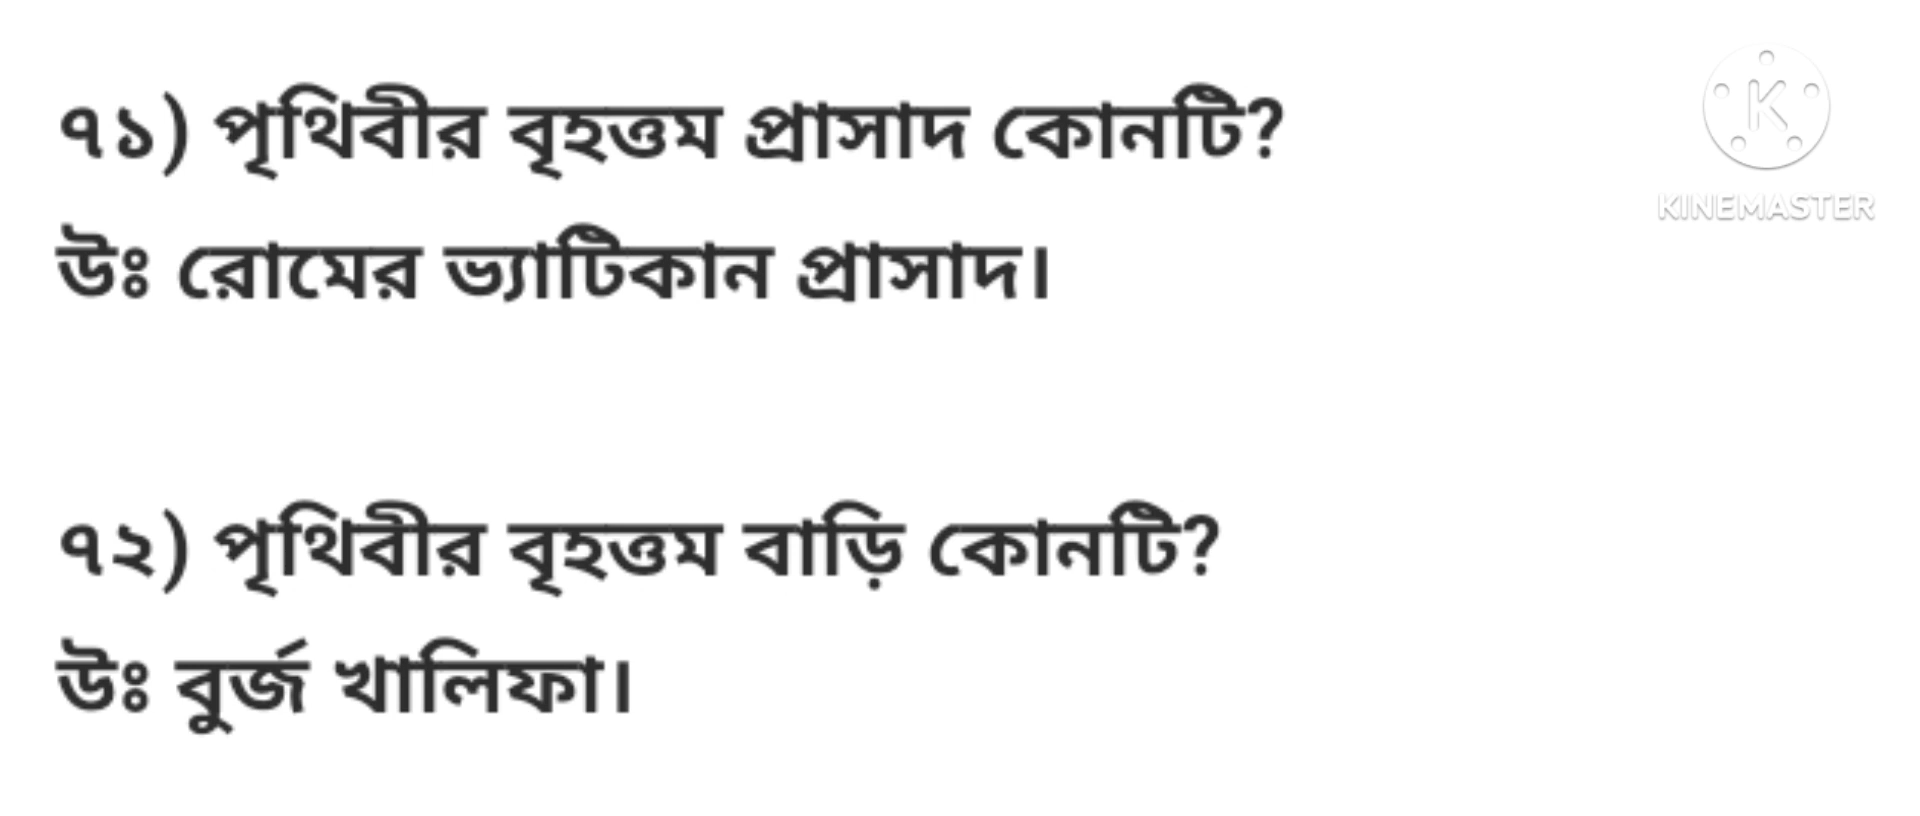 ৭১) পৃথিবীর বৃহত্তম প্রাসাদ কোনটি?
উঃ রোমের ভ্যাটিকান প্রাসাদ।
৭২) পৃথিবীর বৃহত্তম বাড়ি কোনটি?
উঃ বুর্জ খালিফা।
K
KINEMASTER